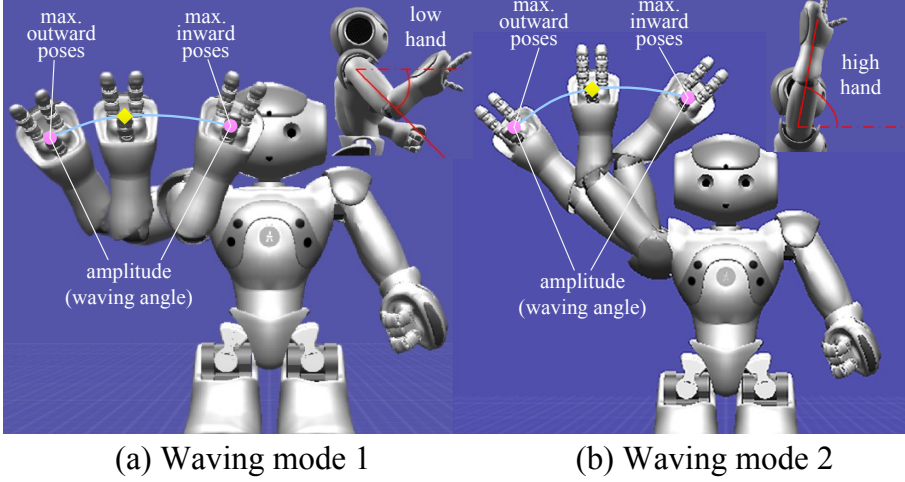 max.
outward
poses
max.
inward
poses
low
hand
amplitude
(waving angle)
max.
outward
poses
max.
inward
poses
high
hand
amplitude
(waving angle)
(a) Waving mode 1
(b) Waving mode 2